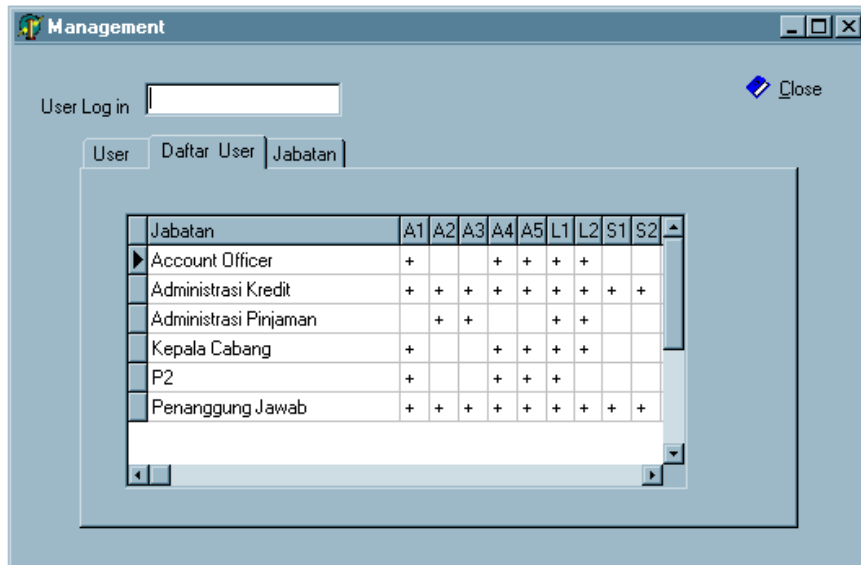 Management
Close
User Log in
User Daftar User Jabatan
Jabatan A1 A2 A3 A4 A5 L1 L2 S1 S2
Account Officer + + + + +
Administrasi Kredit + + + + + + + + +
Administrasi Pinjaman + + + +
Kepala Cabang + + + + +
P2 + + + +
Penanggung Jawab + + + + + + + + +